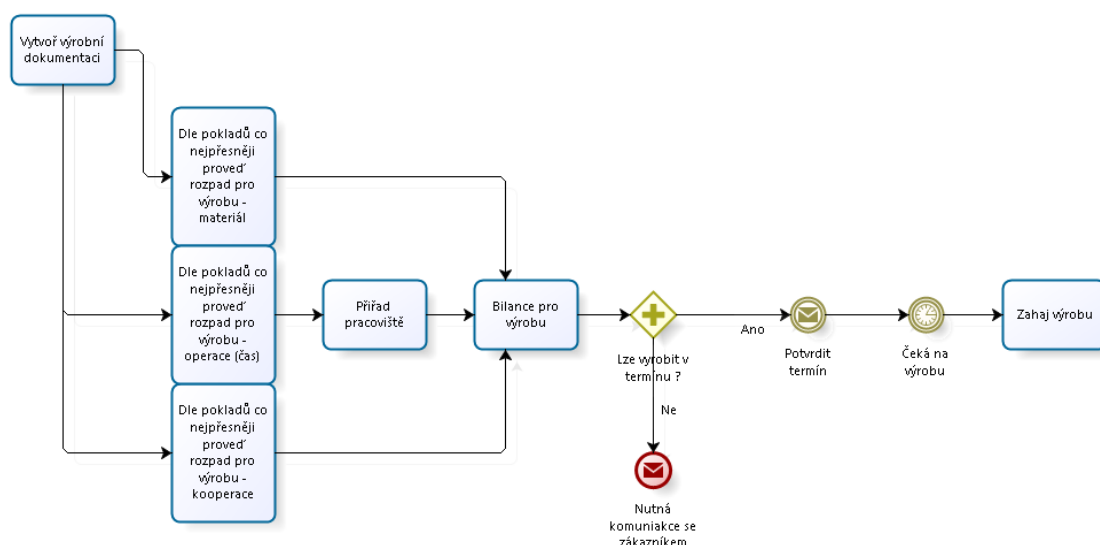 Vytvoř výrobní
dokumentaci
Dle pokladů co
nejpřesněji
proveď
rozpad pro
výrobu -
materiál
Dle pokladů co
nejpřesněji
proveď
rozpad pro
výrobu -
operace (čas)
Přiřad
pracoviště
Bilance pro
výrobu
Lze vyrobit v
termínu ?
Ano
Potvrdit
termín
Čeká na
výrobu
Zahaj výrobu
Dle pokladů co
nejpřesněji
proveď
rozpad pro
výrobu -
kooperace
Ne
Nutná
komuniakce se
zákazníkem